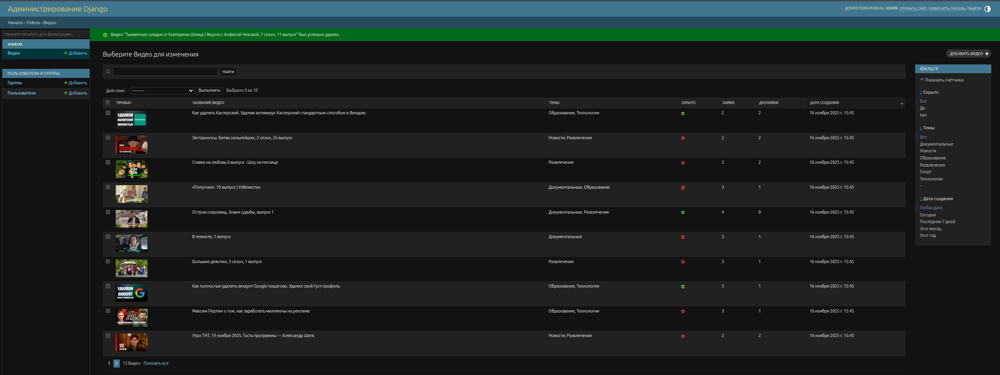 Администрирование Django
ДОБРО ПОЖАЛОВАТЬ, ADMIN. ОТКРЫТЬ САЙТ / ИЗМЕНИТЬ ПАРОЛЬ / ВЫЙТИ
Начало › Videos › Видео
Начните печатать для фильтрации...
VIDEOS
Видео + Добавить
ПОЛЬЗОВАТЕЛИ И ГРУППЫ
Группы + Добавить
Пользователи + Добавить
Видео "Тыквенные оладьи от Екатерины Шпица | Вкусно с Анфисой Чеховой, 7 сезон, 11 выпуск" был успешно удален.
Выберите Видео для изменения
ДОБАВИТЬ ВИДЕО +
Найти
Действие: --------- Выполнить Выбрано 0 из 10
ПРЕВЬЮ НАЗВАНИЕ ВИДЕО ТЕМЫ СКРЫТО ЛАЙКИ ДИЗЛАЙКИ ДАТА СОЗДАНИЯ
УДАЛЯЕМ
КАСПЕРСКИЙ
ПОЛНОСТЬЮ
kaspersky
Как удалить Касперский. Удаляю антивирус Касперский стандартным способом в Виндовс Образование, Технологии 2 2 16 ноября 2025 г. 15:45
26 ВЫПУСК
Экстрасенсы. Битва сильнейших, 2 сезон, 26 выпуск Новости, Развлечения 2 2 16 ноября 2025 г. 15:45
6 ВЫПУСК
Ставка на любовь 6 выпуск - Шоу на пятнице Развлечения 2 2 16 ноября 2025 г. 15:45
«Попутчик». 10 выпуск | Узбекистан Документальные, Образование 3 1 16 ноября 2025 г. 15:45
СТС
Остров сокровищ. Знаки судьбы, выпуск 1 Документальные, Развлечения 4 0 16 ноября 2025 г. 15:45
СТС
В темноте, 1 выпуск Документальные 3 1 16 ноября 2025 г. 15:45
Большие девочки, 3 сезон, 1 выпуск Развлечения 3 1 16 ноября 2025 г. 15:45
УДАЛЯЕМ
АККАУНТ
GOOGLE ПОЛНОСТЬЮ
Как полностью удалить аккаунт Google пошагово. Удалил свой Гугл профиль Образование, Технологии 3 1 16 ноября 2025 г. 15:45
БИЗНЕС
НА ИДЕЯХ
МАКСИМ ПЕРЛИН
Максим Перлин о том, как заработать миллионы на рекламе Образование, Технологии 3 1 16 ноября 2025 г. 15:45
УТРО
Утро ТНТ, 14 ноября 2025. Гость программы — Александр Шепс Новости, Развлечения 2 2 16 ноября 2025 г. 15:45
1 2 13 Видео Показать все
ФИЛЬТР
Показать счётчики
↓ Скрыто
Все
Да
Нет
↓ Темы
Все
Документальные
Новости
Образование
Развлечения
Спорт
Технологии
-
↓ Дата создания
Любая дата
Сегодня
Последние 7 дней
Этот месяц
Этот год